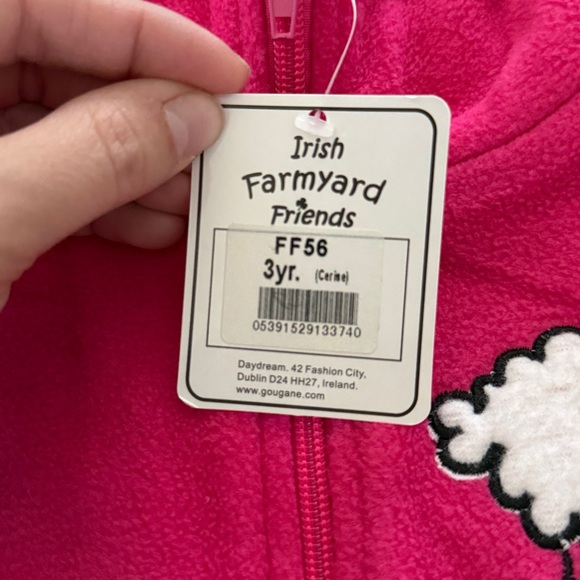 Irish
Farmyard
Friends
FF56
3yr. (Cerise)
05391529133740
Daydream. 42 Fashion City,
Dublin D24 HH27, Ireland.
www.gougane.com